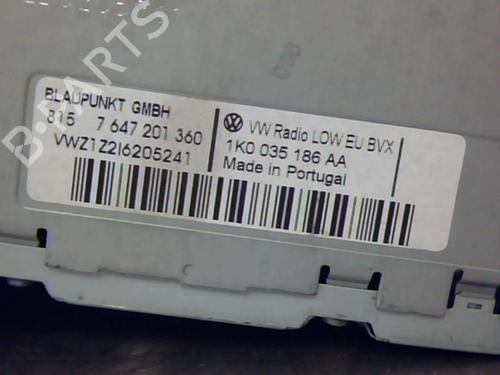 B-PARTS
BLAUPUNKT GMBH
815 7 647 201 360
VWZ1Z2I6205241
VW Radio LOW EU BVX
1K0 035 186 AA
Made in Portugal